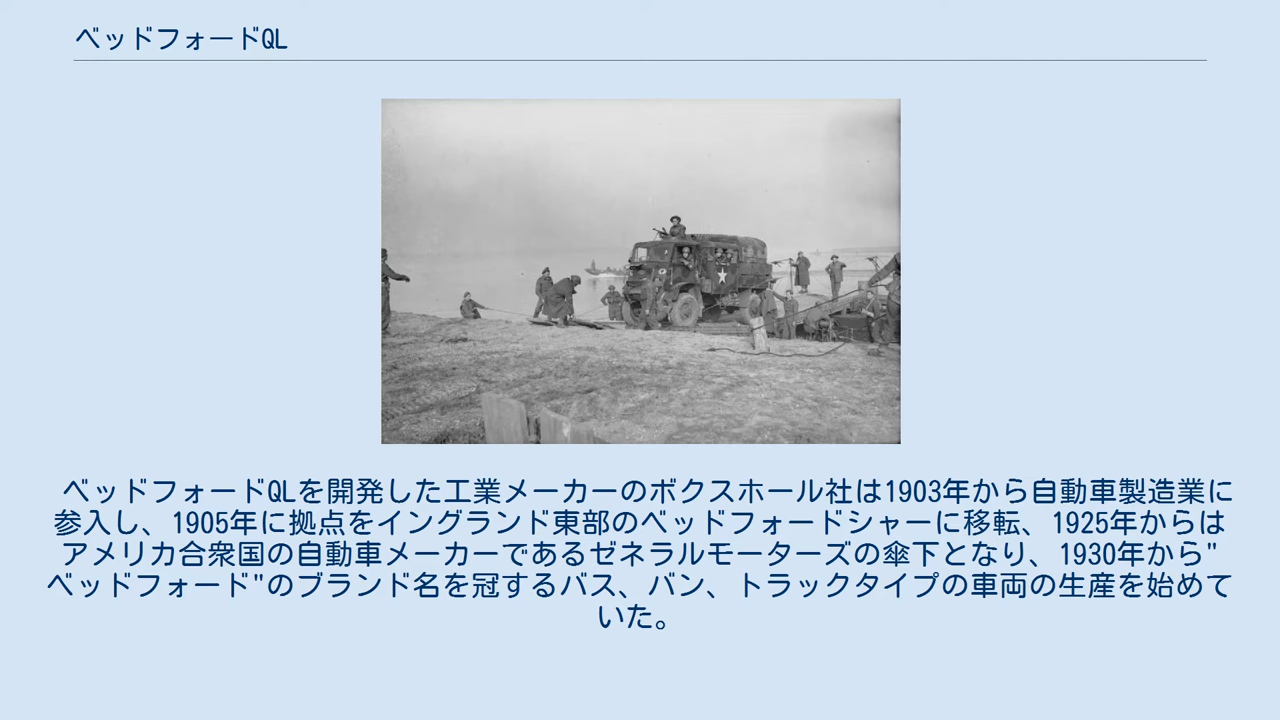 ベッドフォードQL
ベッドフォードQLを開発した工業メーカーのボクスホール社は1903年から自動車製造業に
参入し、1905年に拠点をイングランド東部のベッドフォードシャーに移転、1925年からは
アメリカ合衆国の自動車メーカーであるゼネラルモーターズの傘下となり、1930年から"
ベッドフォード"のブランド名を冠するバス、バン、トラックタイプの車両の生産を始めて
いた。